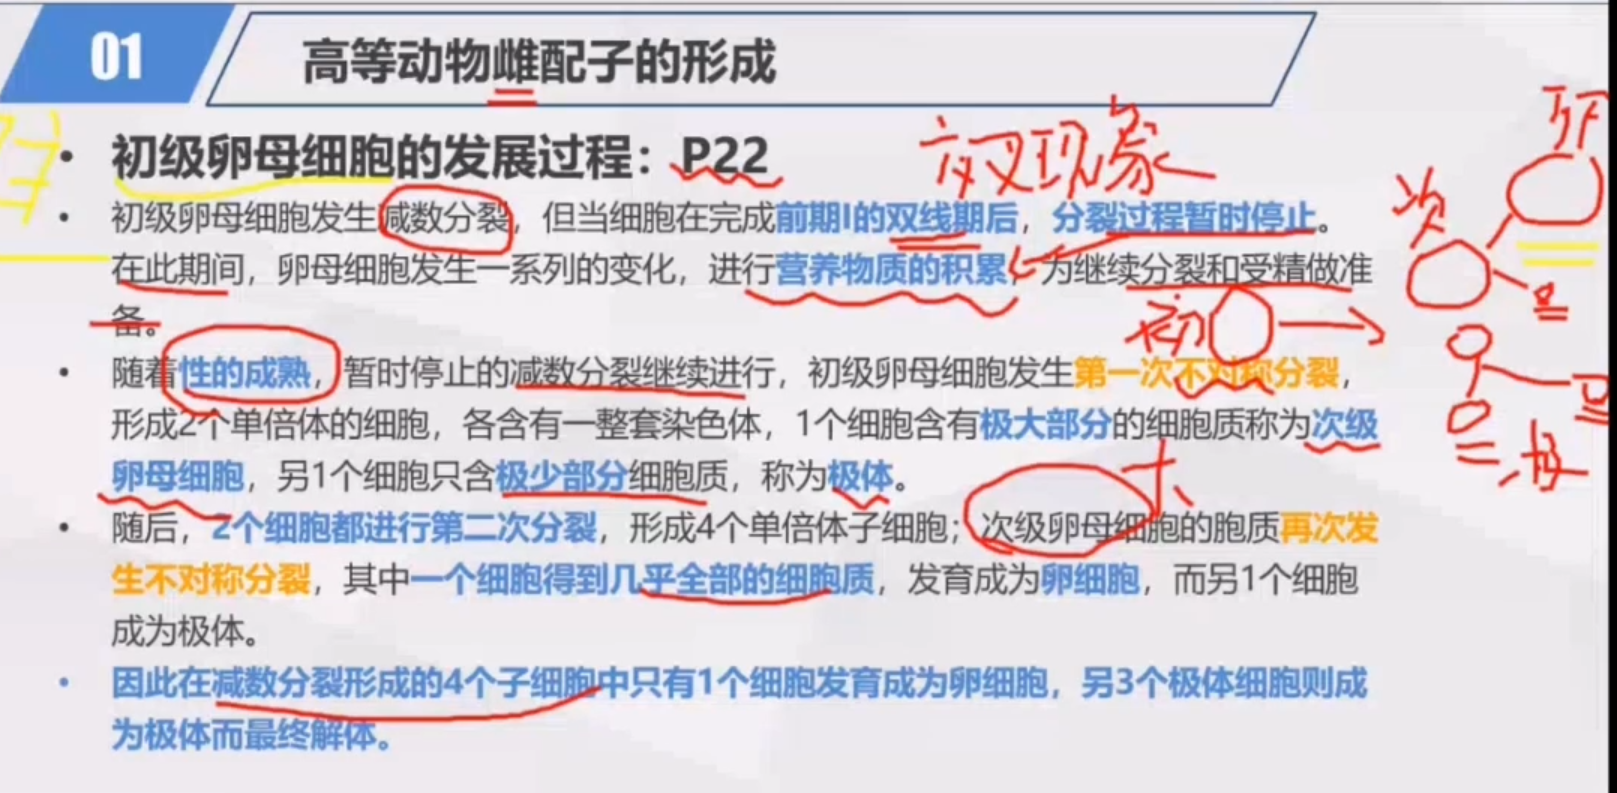 01
高等动物雌配子的形成
• 初级卵母细胞的发展过程：P22
• 初级卵母细胞发生减数分裂，但当细胞在完成前期I的双线期后，分裂过程暂时停止。
在此期间，卵母细胞发生一系列的变化，进行营养物质的积累，为继续分裂和受精做准
备。
• 随着性的成熟，暂时停止的减数分裂继续进行，初级卵母细胞发生第一次不对称分裂，
形成2个单倍体的细胞，各含有一整套染色体，1个细胞含有极大部分的细胞质称为次级
卵母细胞，另1个细胞只含极少部分细胞质，称为极体。
• 随后，2个细胞都进行第二次分裂，形成4个单倍体子细胞；次级卵母细胞的胞质再次发
生不对称分裂，其中一个细胞得到几乎全部的细胞质，发育成为卵细胞，而另1个细胞
成为极体。
• 因此在减数分裂形成的4个子细胞中只有1个细胞发育成为卵细胞，另3个极体细胞则成
为极体而最终解体。
卵
次
初